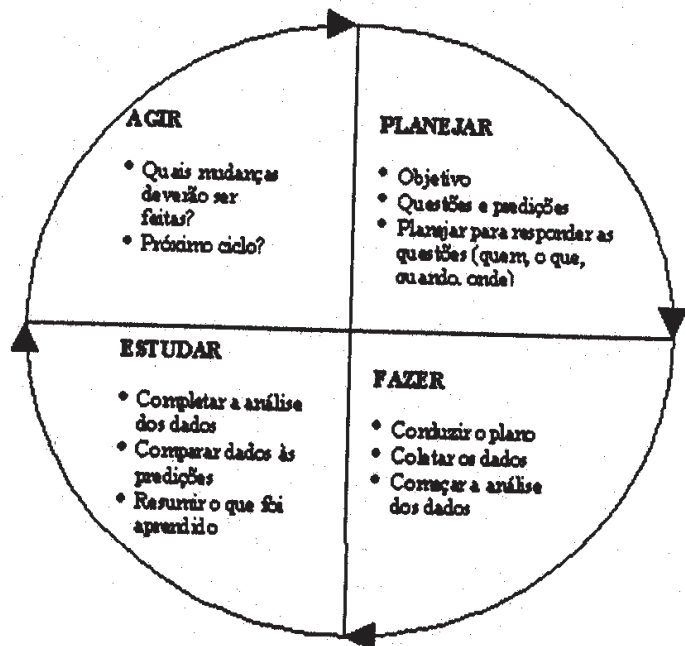 AGIR
• Quais mudanças
deverão ser
feitas?
• Próximo ciclo?
PLANEJAR
• Objetivo
• Questões e predições
• Planejar para responder as
questões (quem, o que,
quando, onde)
ESTUDAR
• Completar a análise
dos dados
• Comparar dados às
predições
• Resumir o que foi
aprendido
FAZER
• Conduzir o plano
• Coletar os dados
• Começar a análise
dos dados